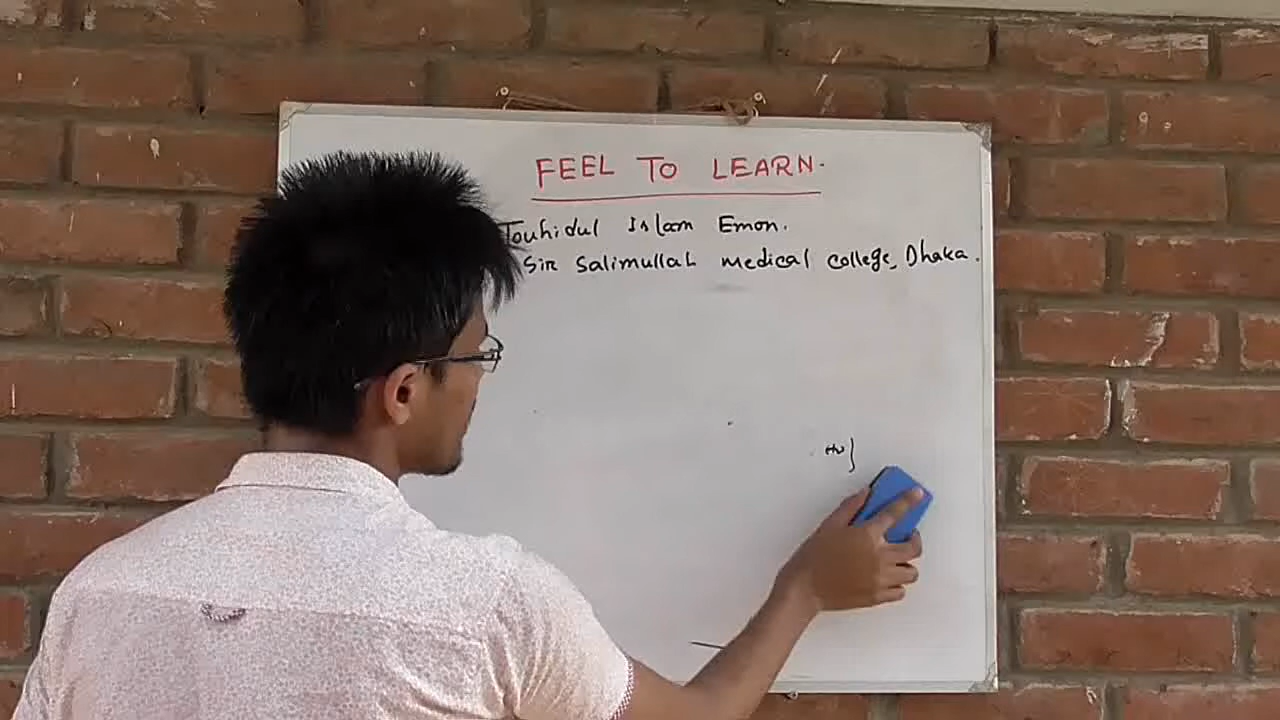 FEEL TO LEARN.
Touhidul Islam Emon.
Sir Salimullah medical college, Dhaka.